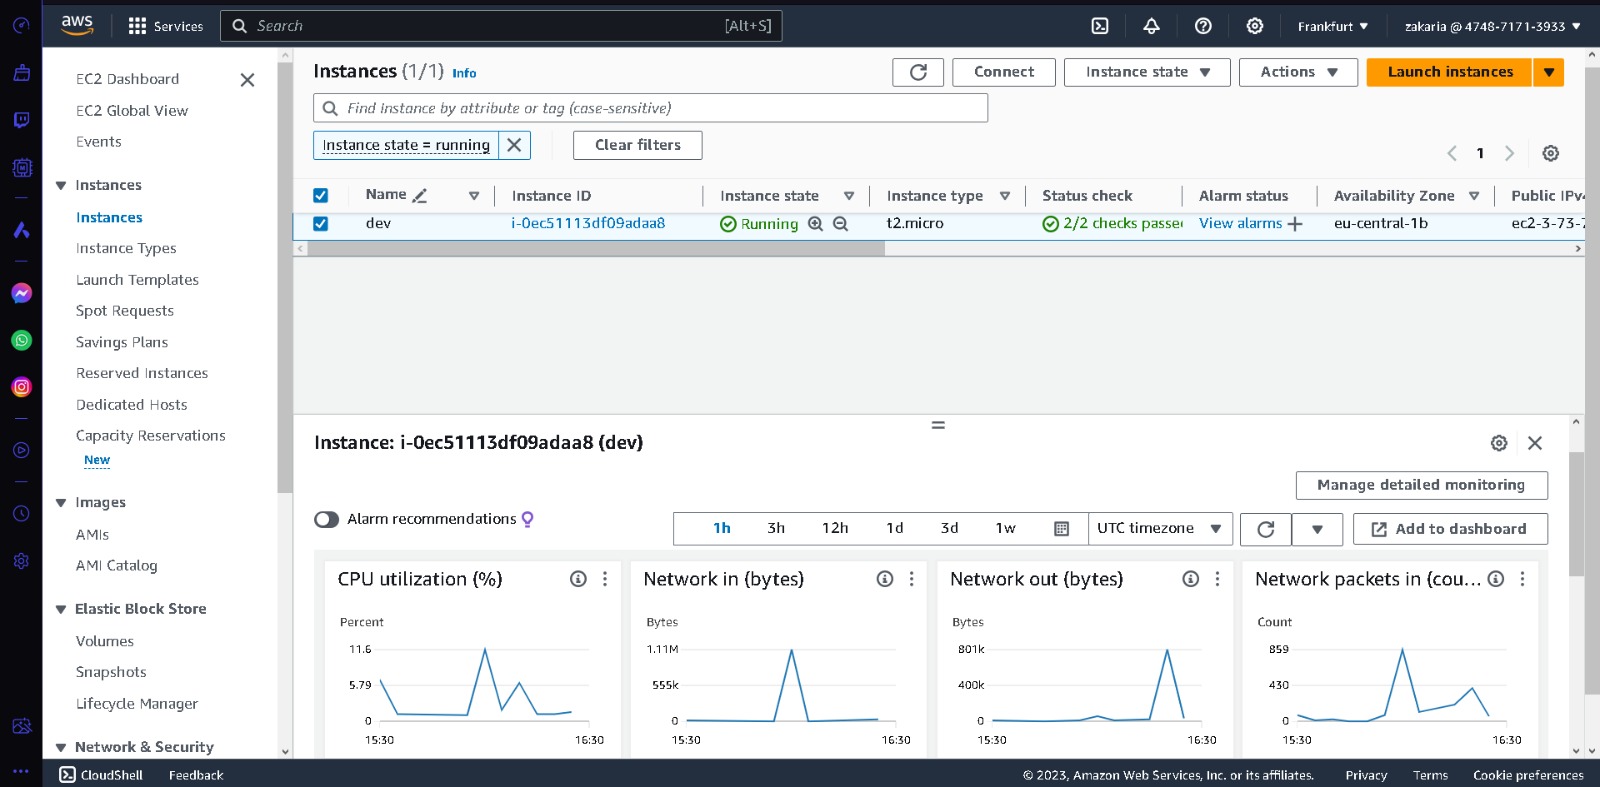 aws
Services
Search
[Alt+S]
Frankfurt
zakaria @ 4748-7171-3933
EC2 Dashboard
EC2 Global View
Events
Instances
Instances
Instance Types
Launch Templates
Spot Requests
Savings Plans
Reserved Instances
Dedicated Hosts
Capacity Reservations
New
Images
AMIs
AMI Catalog
Elastic Block Store
Volumes
Snapshots
Lifecycle Manager
Network & Security
Instances (1/1) Info
Connect
Instance state
Actions
Launch instances
Find Instance by attribute or tag (case-sensitive)
Instance state = running
Clear filters
1
Name Instance ID Instance state Instance type Status check Alarm status Availability Zone Public IPv4
dev i-0ec51113df09adaa8 Running t2.micro 2/2 checks passed View alarms eu-central-1b ec2-3-73-7
Instance: i-0ec51113df09adaa8 (dev)
Manage detailed monitoring
Alarm recommendations
1h 3h 12h 1d 3d 1w UTC timezone Add to dashboard
CPU utilization (%)
Percent
11.6
5.79
0
15:30 16:30
Network in (bytes)
Bytes
1.11M
555k
0
15:30 16:30
Network out (bytes)
Bytes
801k
400k
0
15:30 16:30
Network packets in (cou...
Count
859
430
0
15:30 16:30
CloudShell Feedback © 2023, Amazon Web Services, Inc. or its affiliates. Privacy Terms Cookie preferences